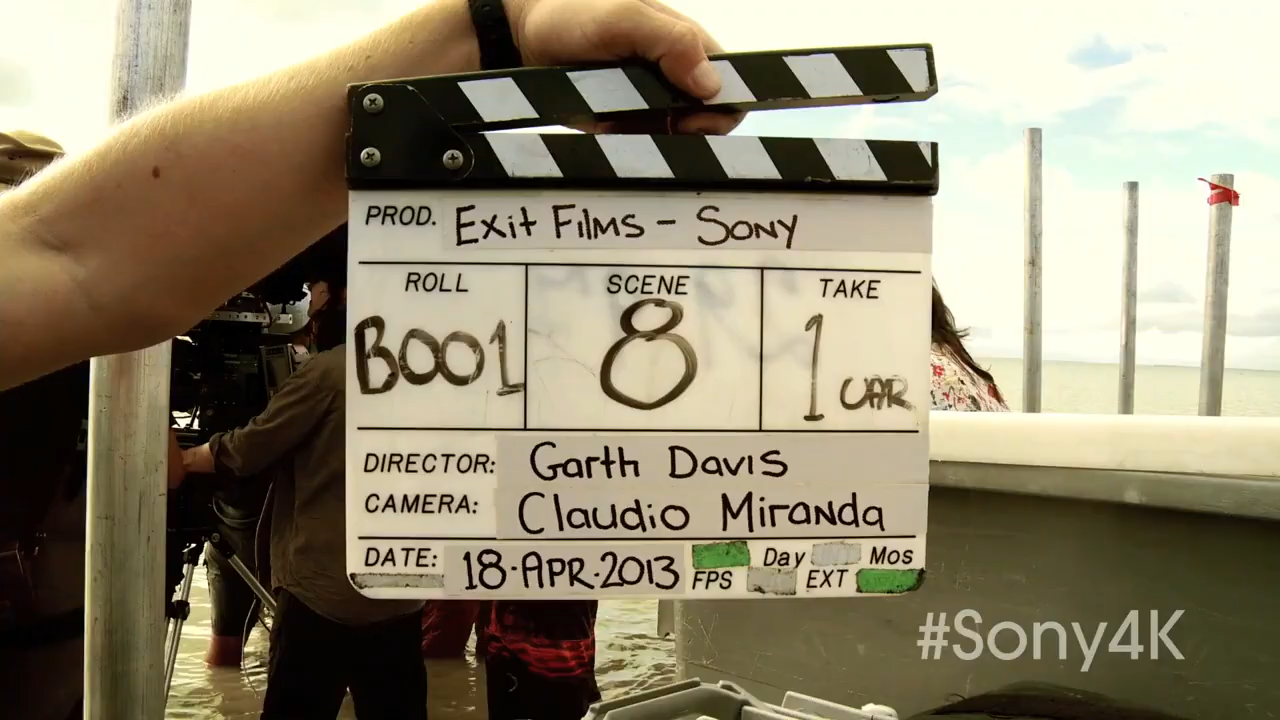 PROD. Exit Films - Sony
ROLL SCENE TAKE
B001 8 1 VAR
DIRECTOR: Garth Davis
CAMERA: Claudio Miranda
DATE: 18·APR·2013 Day Mos
FPS EXT
#Sony4K